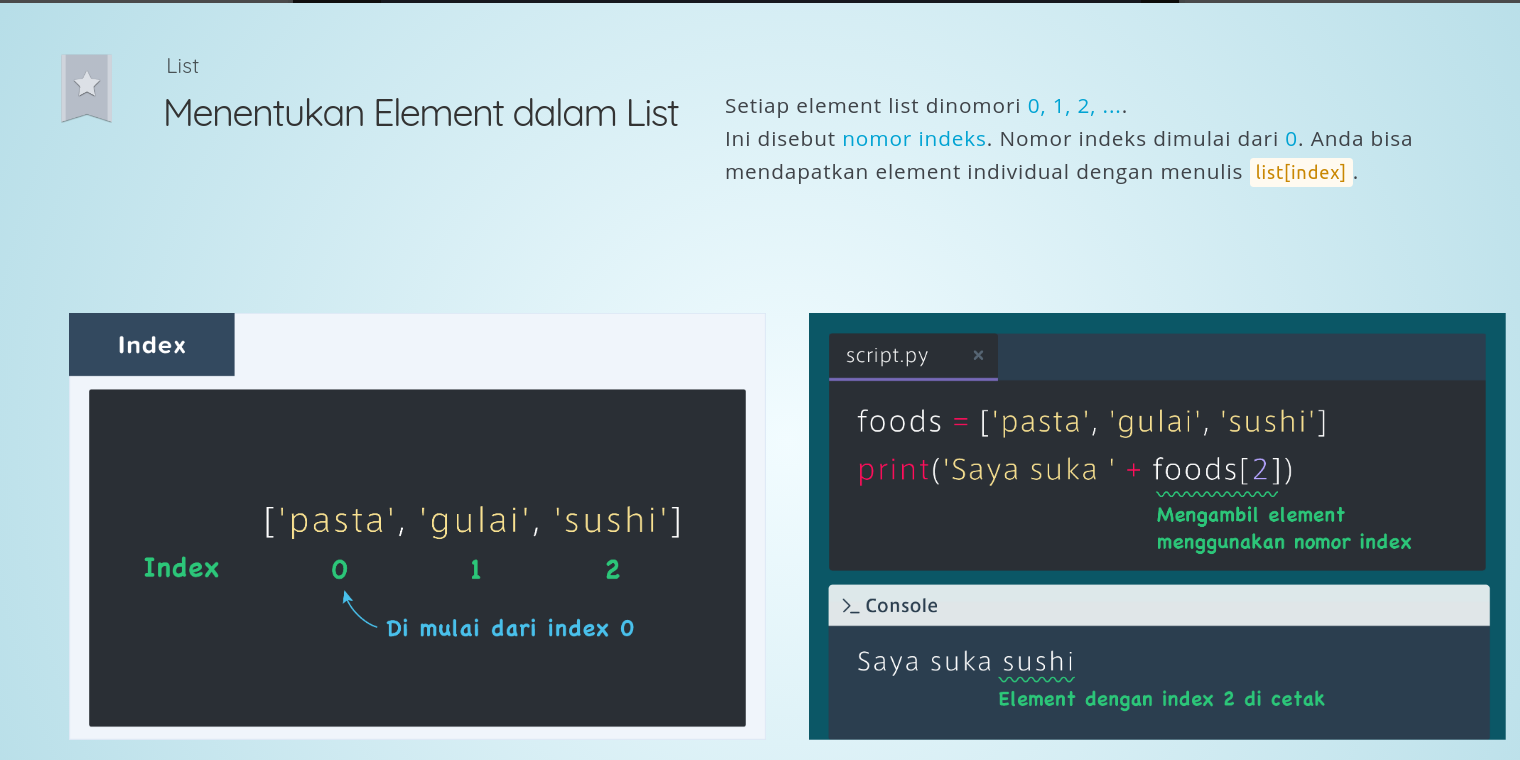 List
Menentukan Element dalam List
Setiap element list dinomori 0, 1, 2, ....
Ini disebut nomor indeks. Nomor indeks dimulai dari 0. Anda bisa
mendapatkan element individual dengan menulis list[index] .
Index
['pasta', 'gulai', 'sushi']
Index 0 1 2
Di mulai dari index 0
script.py ×
foods = ['pasta', 'gulai', 'sushi']
print('Saya suka ' + foods[2])
Mengambil element
menggunakan nomor index
>_ Console
Saya suka sushi
Element dengan index 2 di cetak